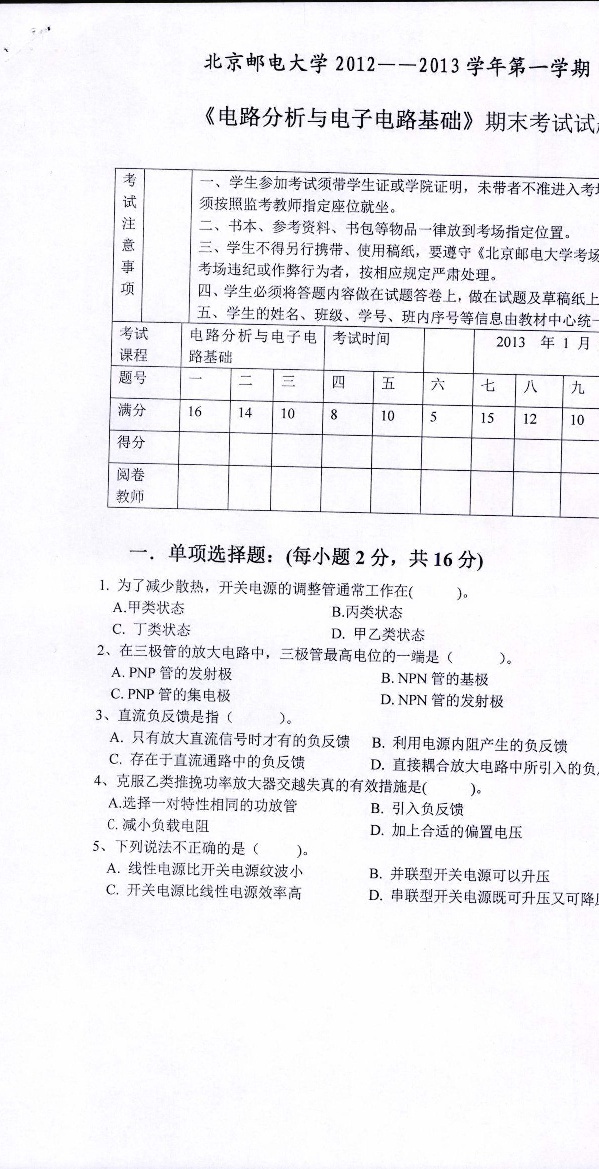 北京邮电大学 2012——2013 学年第一学期
《电路分析与电子电路基础》期末考试试
考试注意事项
一、学生参加考试须带学生证或学院证明，未带者不准进入考
须按照监考教师指定座位就坐。
二、书本、参考资料、书包等物品一律放到考场指定位置。
三、学生不得另行携带、使用稿纸，要遵守《北京邮电大学考场
考场违纪或作弊行为者，按相应规定严肃处理。
四、学生必须将答题内容做在试题答卷上，做在试题及草稿纸上
五、学生的姓名、班级、学号、班内序号等信息由教材中心统一
考试课程 电路分析与电子电路基础 考试时间 2013 年 1 月
题号 一 二 三 四 五 六 七 八 九
满分 16 14 10 8 10 5 15 12 10
得分
阅卷教师
一．单项选择题：(每小题 2 分，共 16 分)
1. 为了减少散热，开关电源的调整管通常工作在( )。
A.甲类状态 B.丙类状态
C. 丁类状态 D. 甲乙类状态
2、在三极管的放大电路中，三极管最高电位的一端是（ ）。
A. PNP 管的发射极 B. NPN 管的基极
C. PNP 管的集电极 D. NPN 管的发射极
3、直流负反馈是指（ ）。
A. 只有放大直流信号时才有的负反馈 B. 利用电源内阻产生的负反馈
C. 存在于直流通路中的负反馈 D. 直接耦合放大电路中所引入的负
4、克服乙类推挽功率放大器交越失真的有效措施是( )。
A.选择一对特性相同的功放管 B. 引入负反馈
C.减小负载电阻 D. 加上合适的偏置电压
5、下列说法不正确的是（ ）。
A. 线性电源比开关电源纹波小 B. 并联型开关电源可以升压
C. 开关电源比线性电源效率高 D. 串联型开关电源既可升压又可降